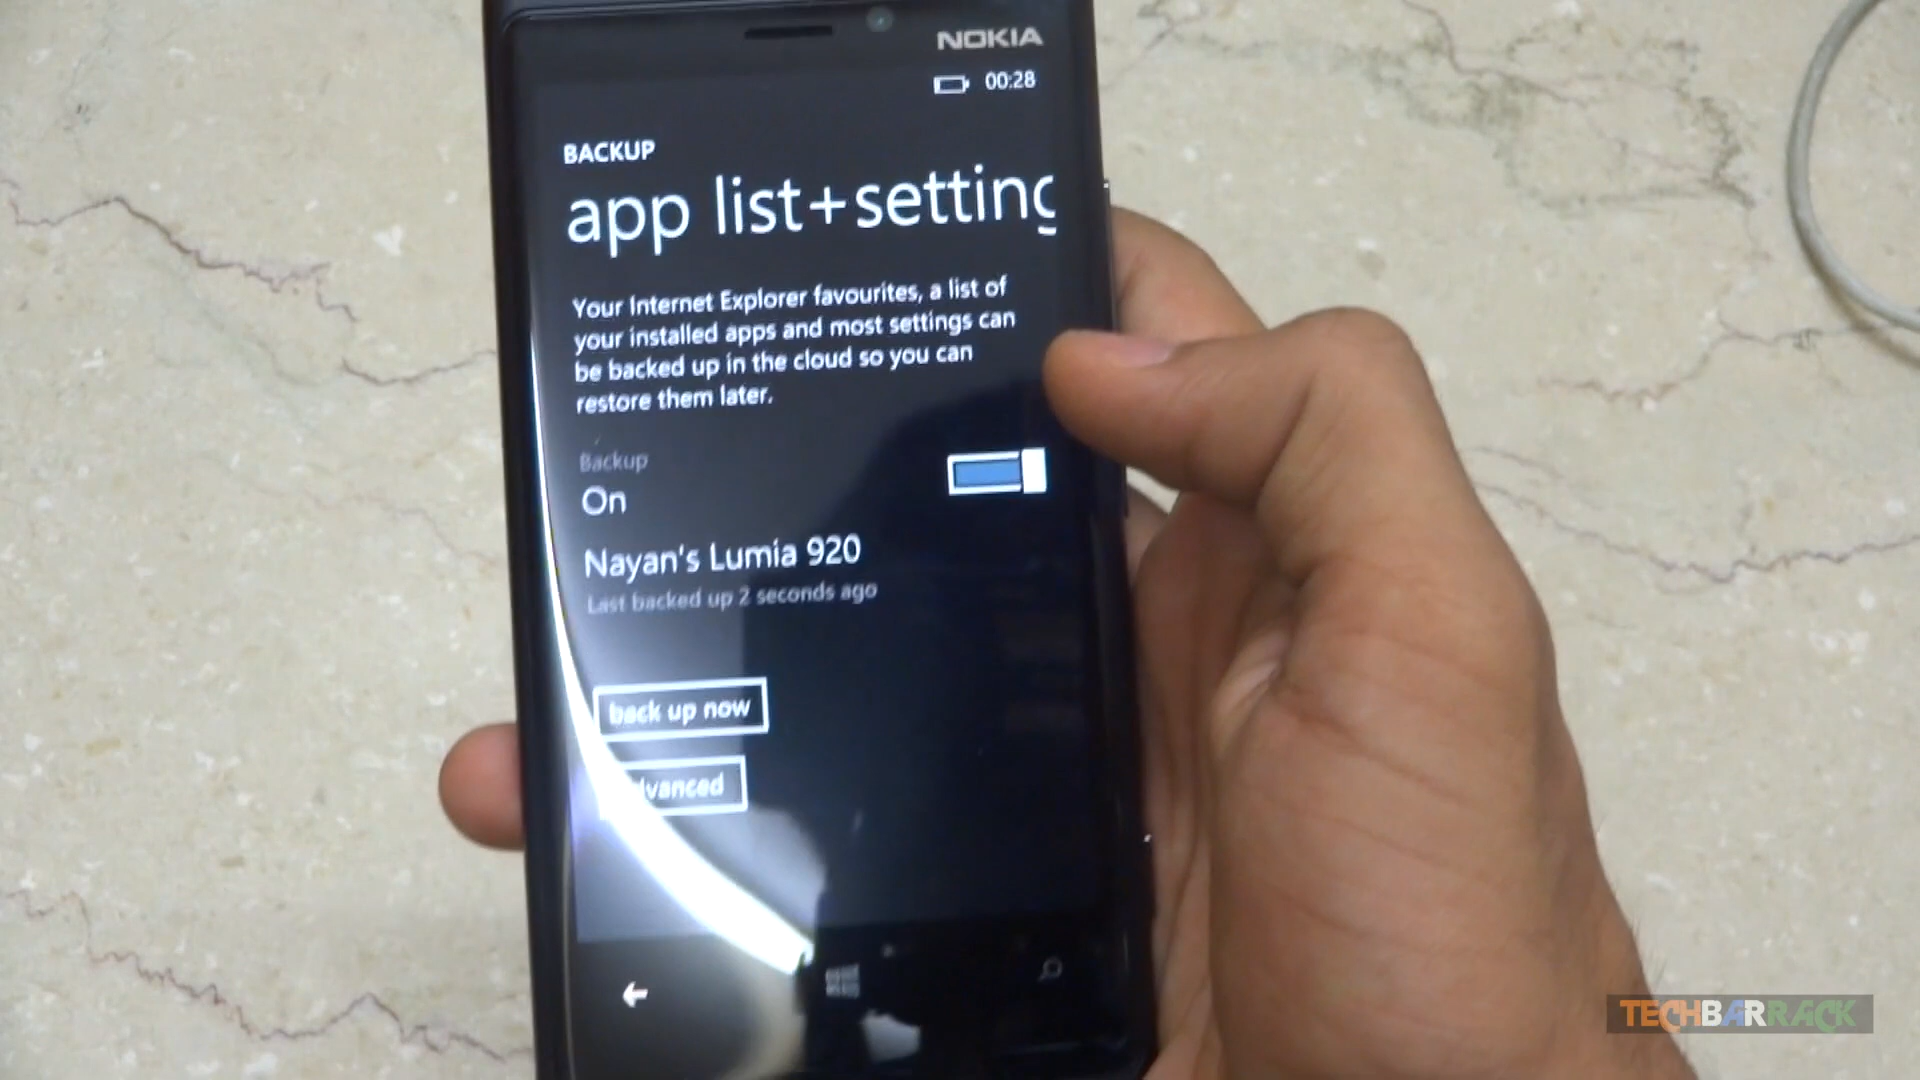 NOKIA
00:28
BACKUP
app list+setting
Your Internet Explorer favourites, a list of
your installed apps and most settings can
be backed up in the cloud so you can
restore them later.
Backup
On
Nayan's Lumia 920
Last backed up 2 seconds ago
back up now
advanced
TECHBARRACK